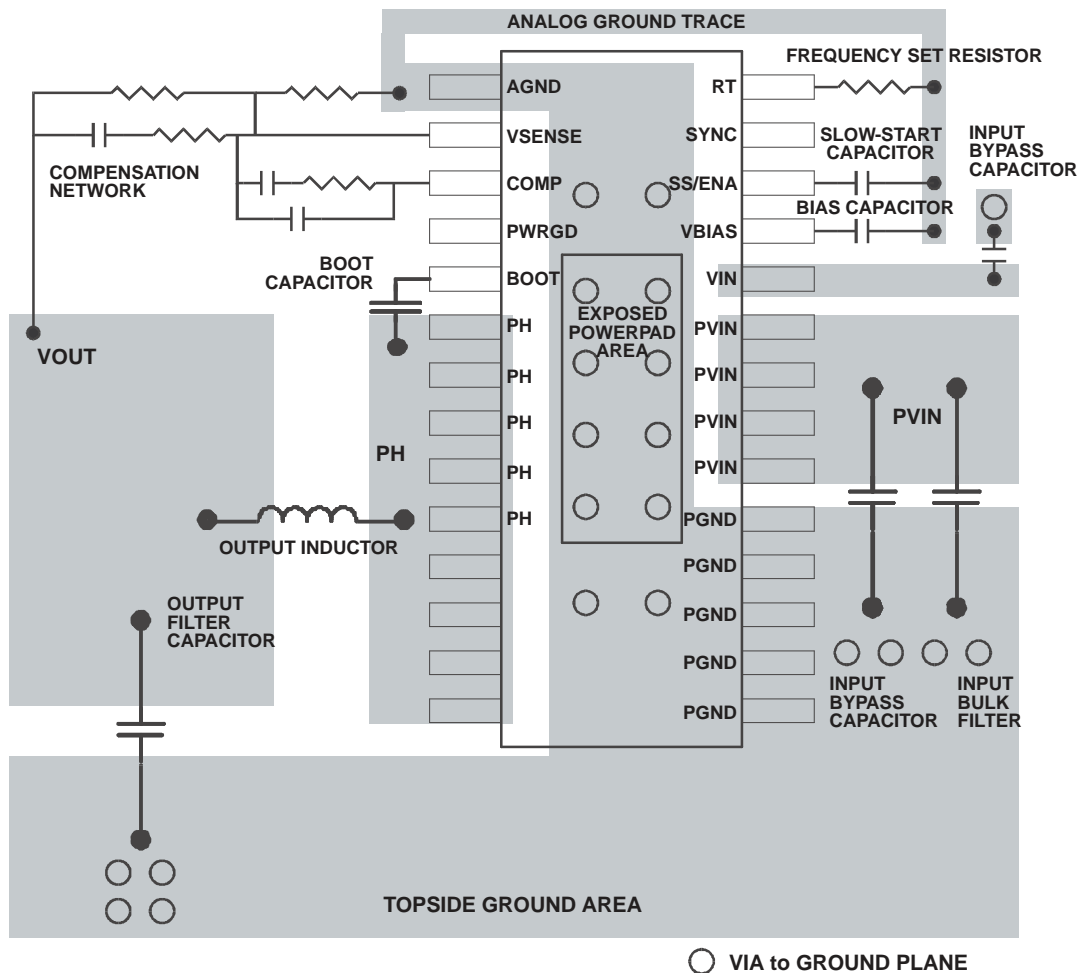 ANALOG GROUND TRACE
FREQUENCY SET RESISTOR
AGND
RT
VSENSE
SYNC
SLOW-START
CAPACITOR
INPUT
BYPASS
CAPACITOR
COMPENSATION
NETWORK
COMP
SS/ENA
BIAS CAPACITOR
PWRGD
VBIAS
BOOT
CAPACITOR
BOOT
VIN
EXPOSED
POWERPAD
AREA
PH
PVIN
VOUT
PH
PVIN
PH
PVIN
PVIN
PH
PH
PVIN
PH
PGND
OUTPUT INDUCTOR
PGND
OUTPUT
FILTER
CAPACITOR
PGND
PGND
INPUT
BYPASS
CAPACITOR
INPUT
BULK
FILTER
PGND
TOPSIDE GROUND AREA
VIA to GROUND PLANE